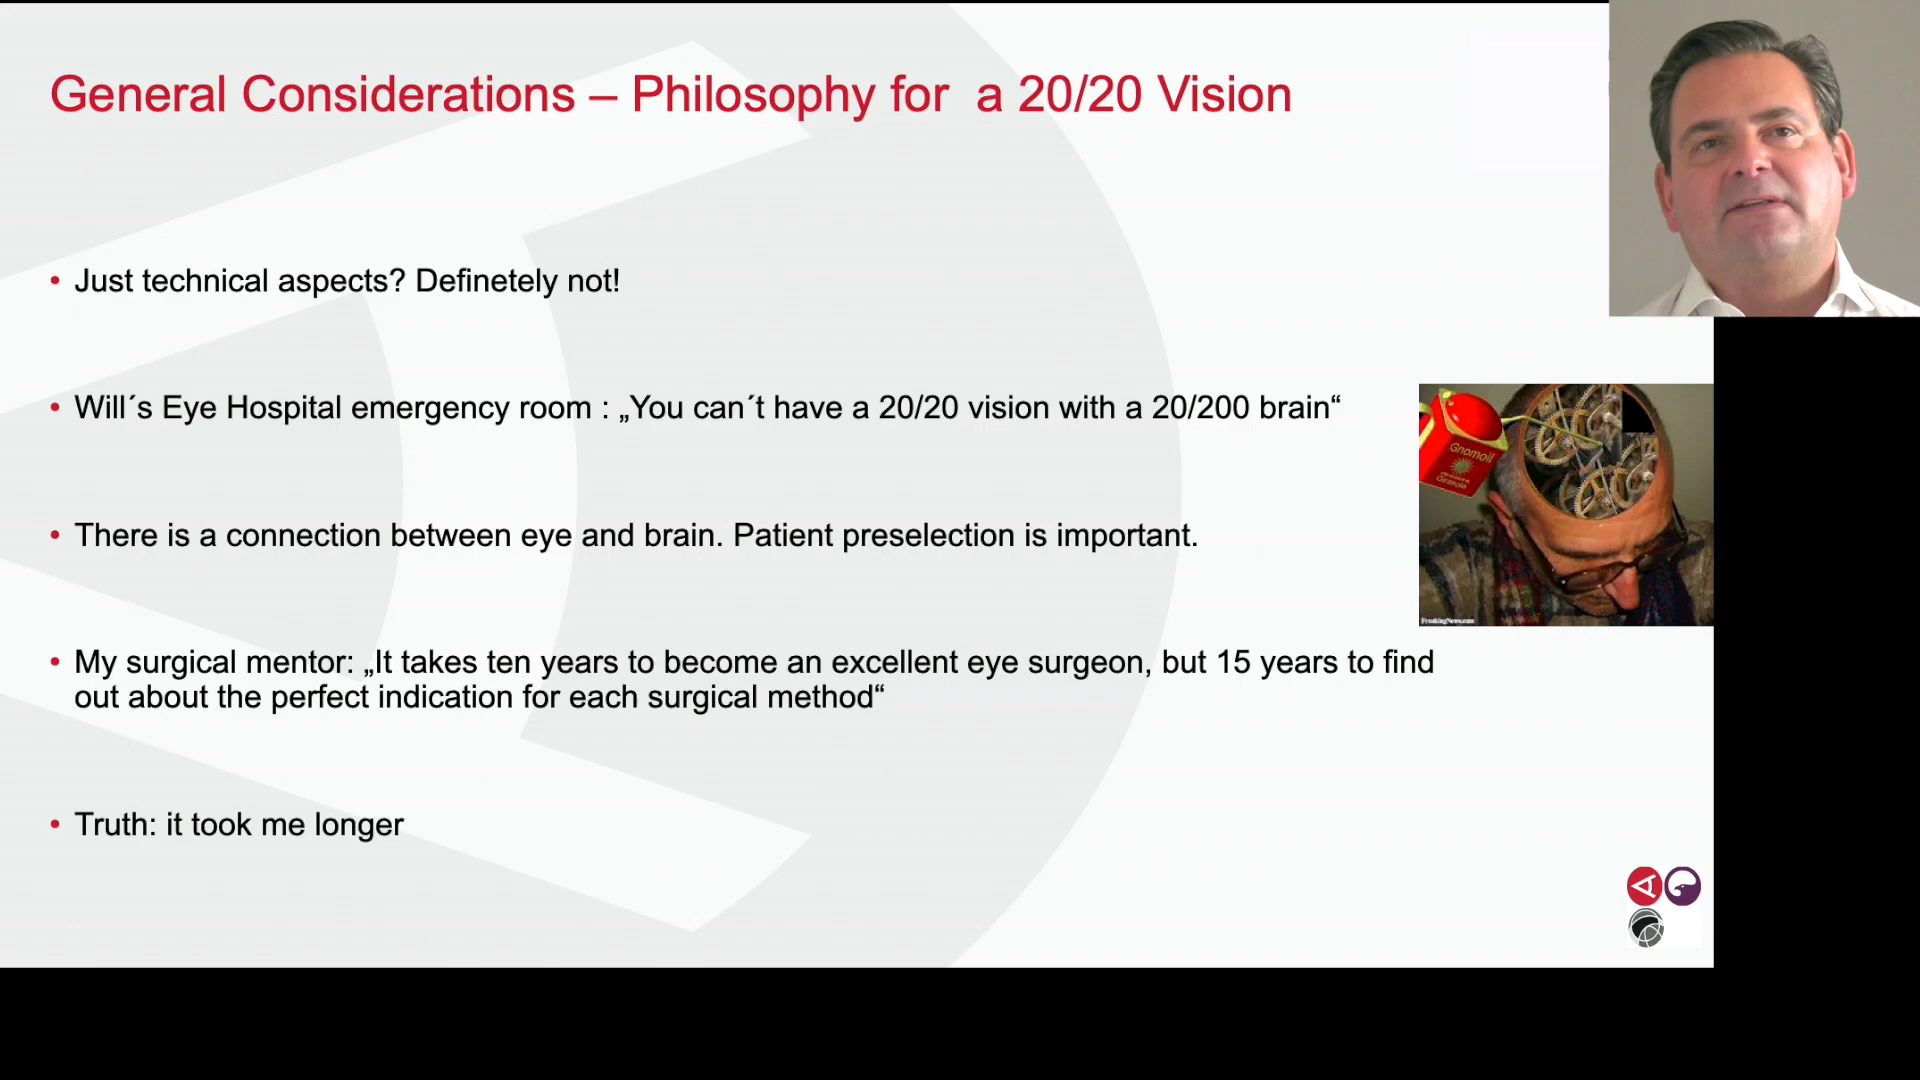 General Considerations – Philosophy for  a 20/20 Vision
• Just technical aspects? Definetely not!
• Will´s Eye Hospital emergency room : „You can´t have a 20/20 vision with a 20/200 brain“
• There is a connection between eye and brain. Patient preselection is important.
• My surgical mentor: „It takes ten years to become an excellent eye surgeon, but 15 years to find
out about the perfect indication for each surgical method“
• Truth: it took me longer
Gnomoil
FreakingNews.com